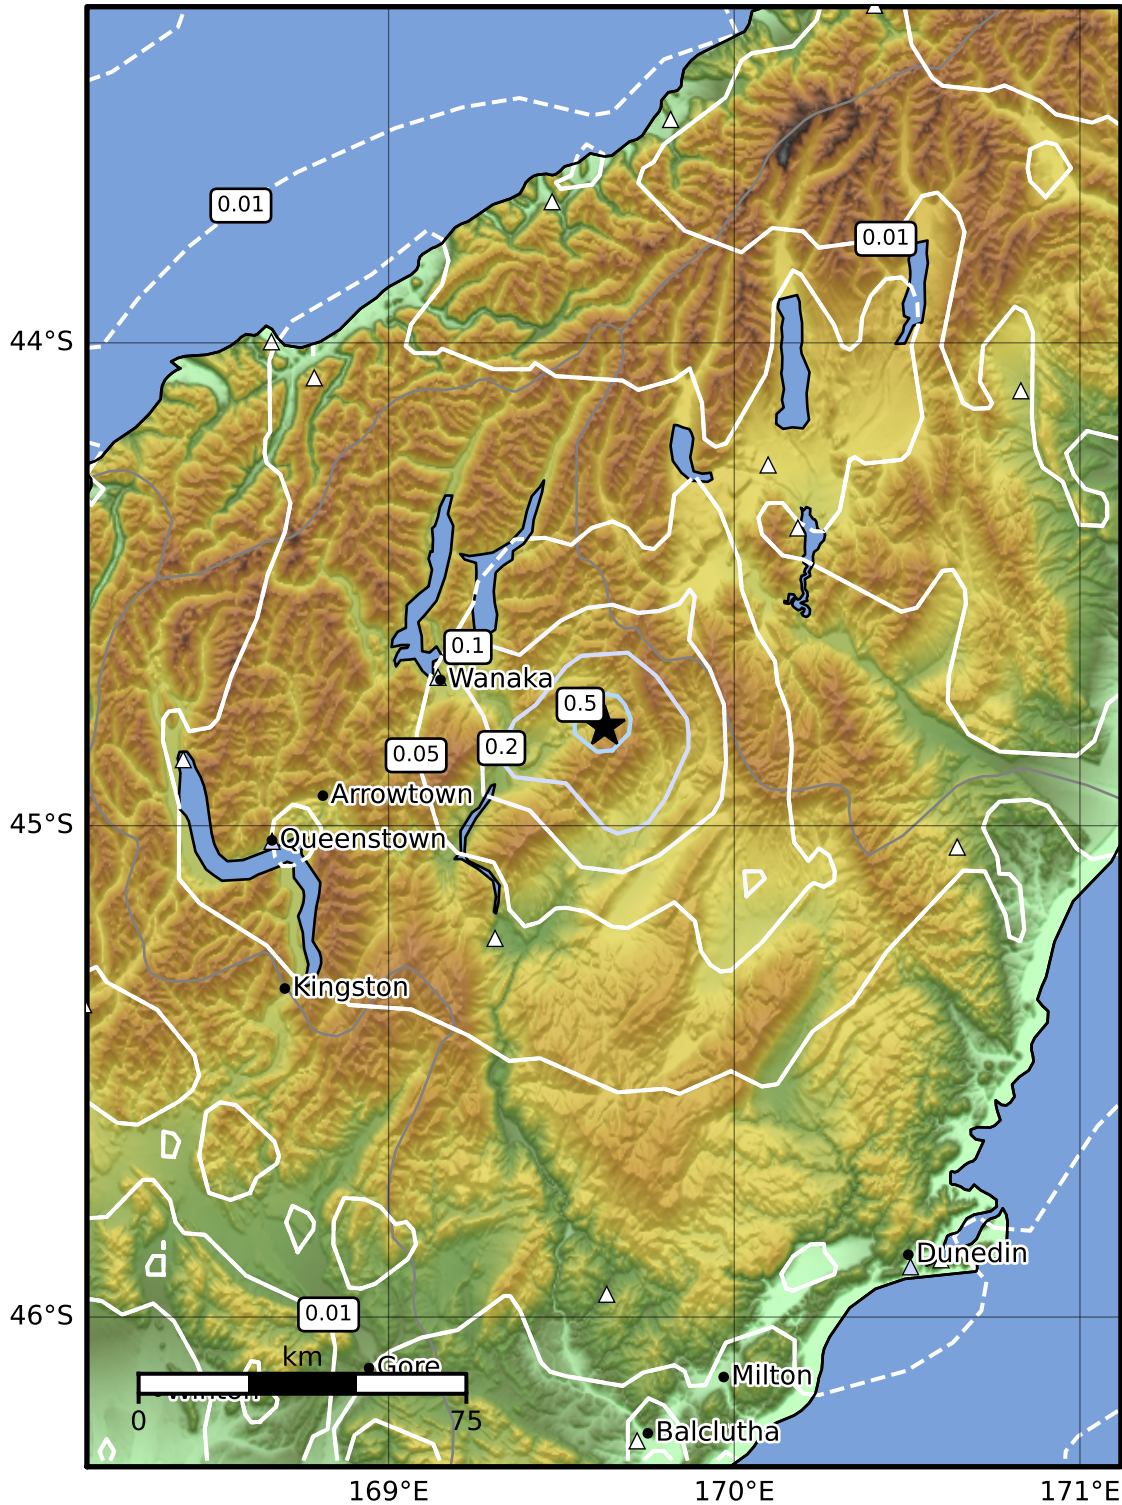 0.01
0.01
44°S
0.1
Wanaka
0.5
0.2
0.05
Arrowtown
45°S
Queenstown
Kingston
Dunedin
0.01
46°S
km
Gore
Milton
Winton
0
75
Balclutha
169°E
170°E
171°E